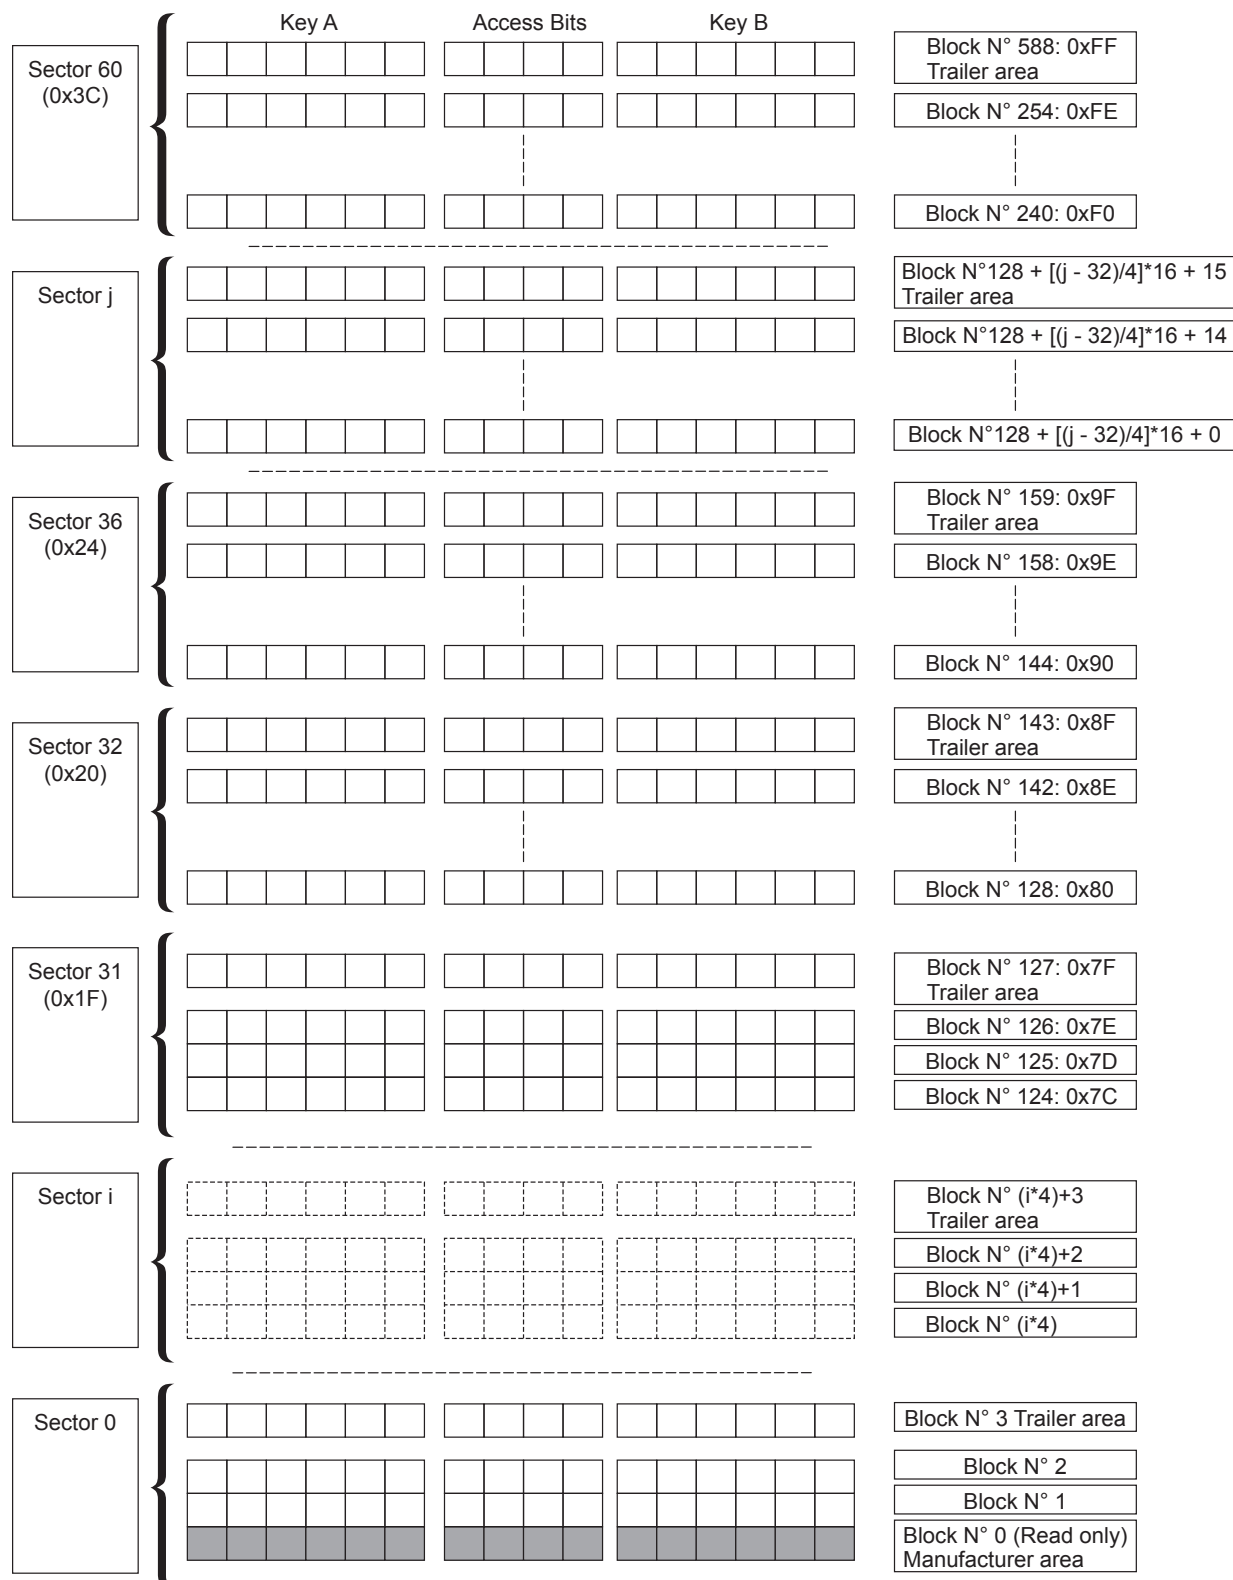 Key A Access Bits Key B
Sector 60
(0x3C)
Block N° 588: 0xFF
Trailer area
Block N° 254: 0xFE
Block N° 240: 0xF0
Sector j
Block N°128 + [(j - 32)/4]*16 + 15
Trailer area
Block N°128 + [(j - 32)/4]*16 + 14
Block N°128 + [(j - 32)/4]*16 + 0
Sector 36
(0x24)
Block N° 159: 0x9F
Trailer area
Block N° 158: 0x9E
Block N° 144: 0x90
Sector 32
(0x20)
Block N° 143: 0x8F
Trailer area
Block N° 142: 0x8E
Block N° 128: 0x80
Sector 31
(0x1F)
Block N° 127: 0x7F
Trailer area
Block N° 126: 0x7E
Block N° 125: 0x7D
Block N° 124: 0x7C
Sector i
Block N° (i*4)+3
Trailer area
Block N° (i*4)+2
Block N° (i*4)+1
Block N° (i*4)
Sector 0
Block N° 3 Trailer area
Block N° 2
Block N° 1
Block N° 0 (Read only)
Manufacturer area